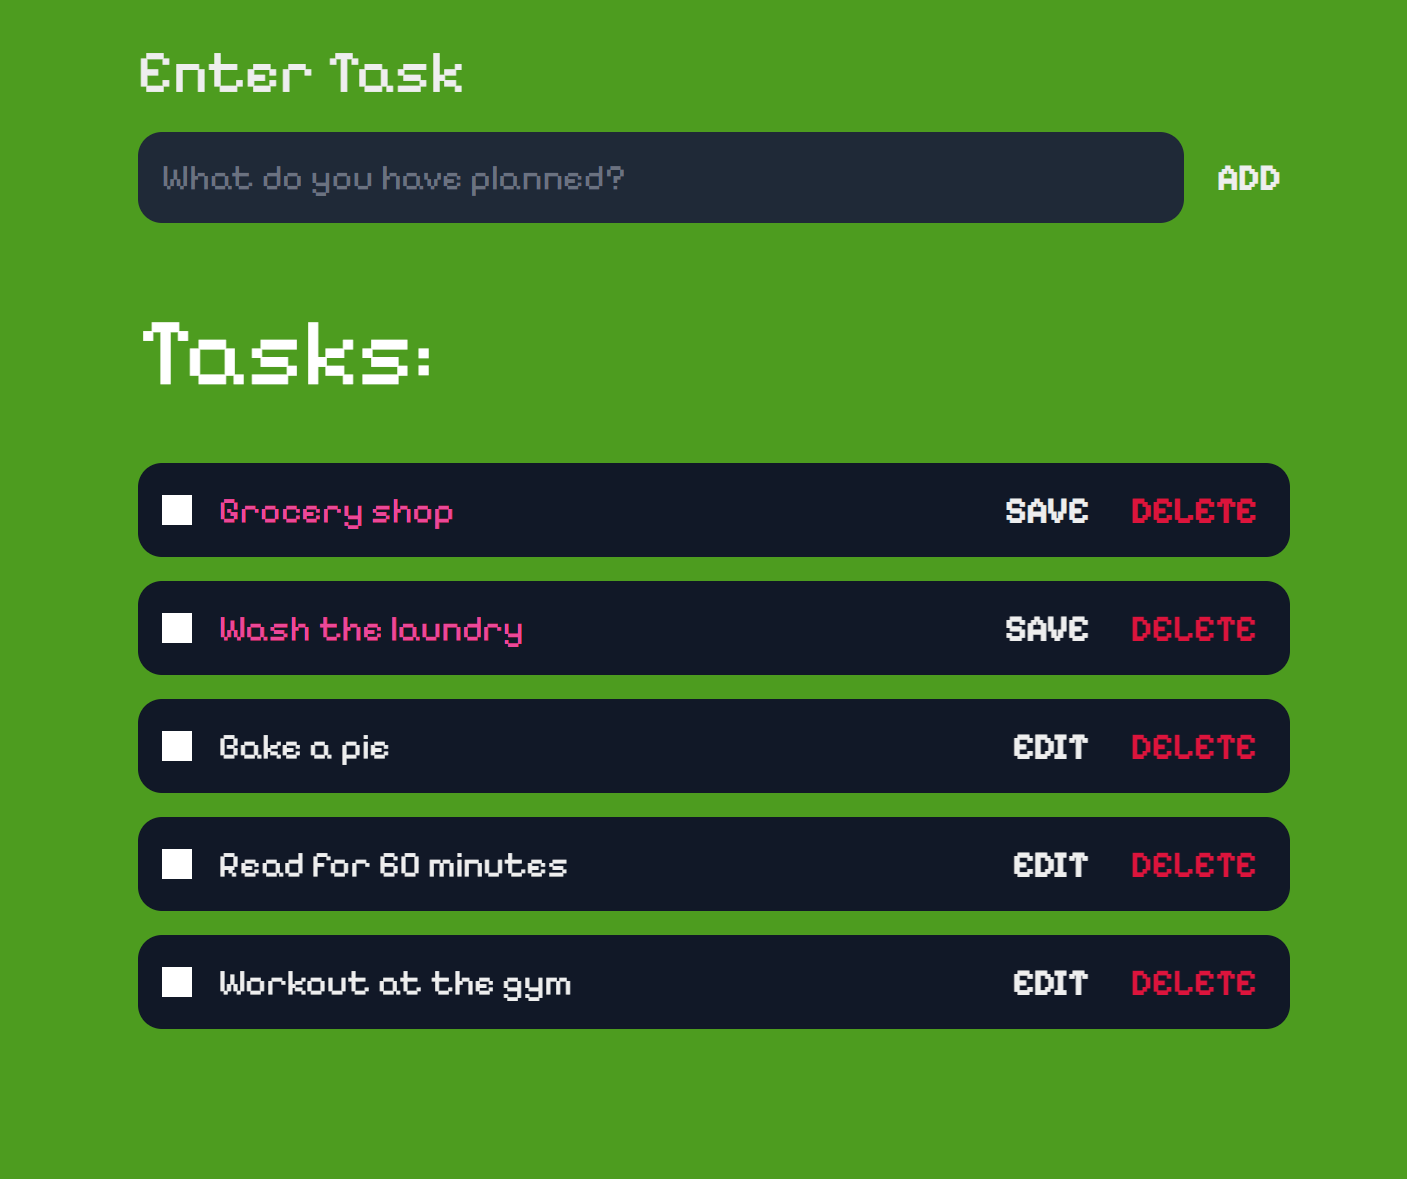 Enter Task
What do you have planned?
ADD
Tasks:
Grocery shop SAVE DELETE
Wash the laundry SAVE DELETE
Bake a pie EDIT DELETE
Read for 60 minutes EDIT DELETE
Workout at the gym EDIT DELETE